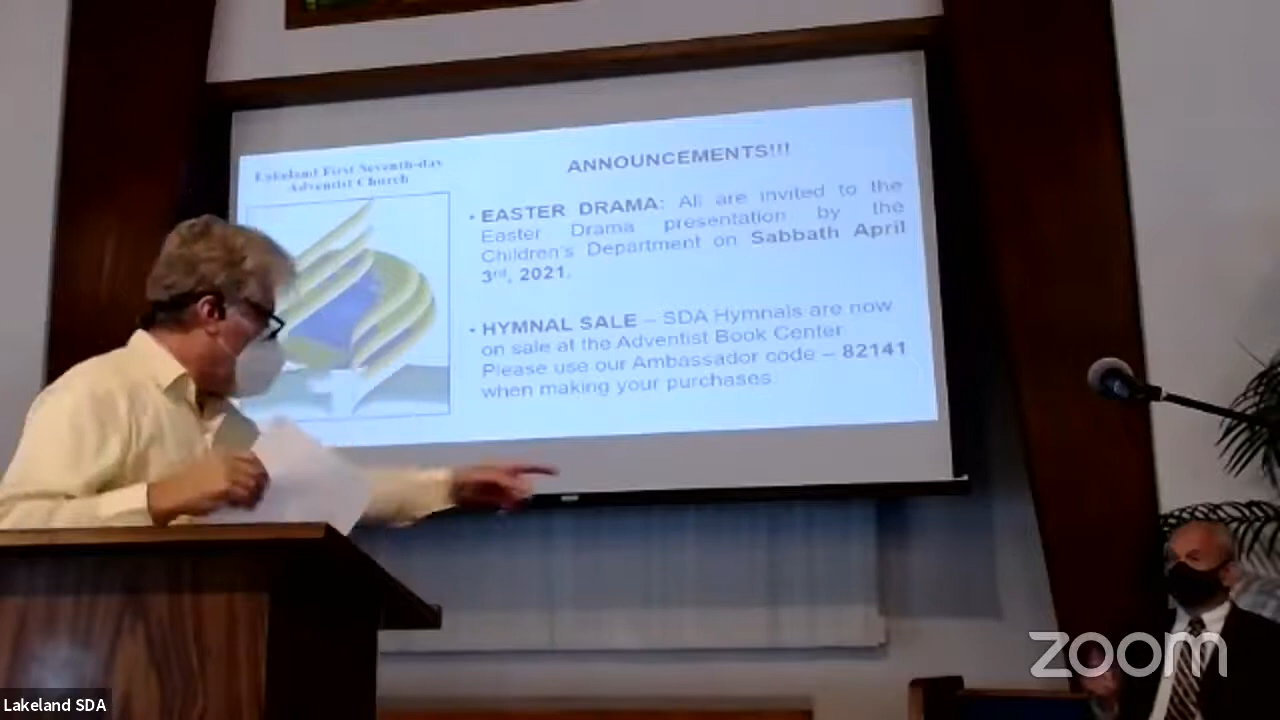 Lakeland First Seventh-day
Adventist Church
ANNOUNCEMENTS!!!
• EASTER DRAMA: All are invited to the
Easter Drama presentation by the
Children's Department on Sabbath April
3rd, 2021.
• HYMNAL SALE – SDA Hymnals are now
on sale at the Adventist Book Center
Please use our Ambassador code – 82141
when making your purchases.
zoom
Lakeland SDA